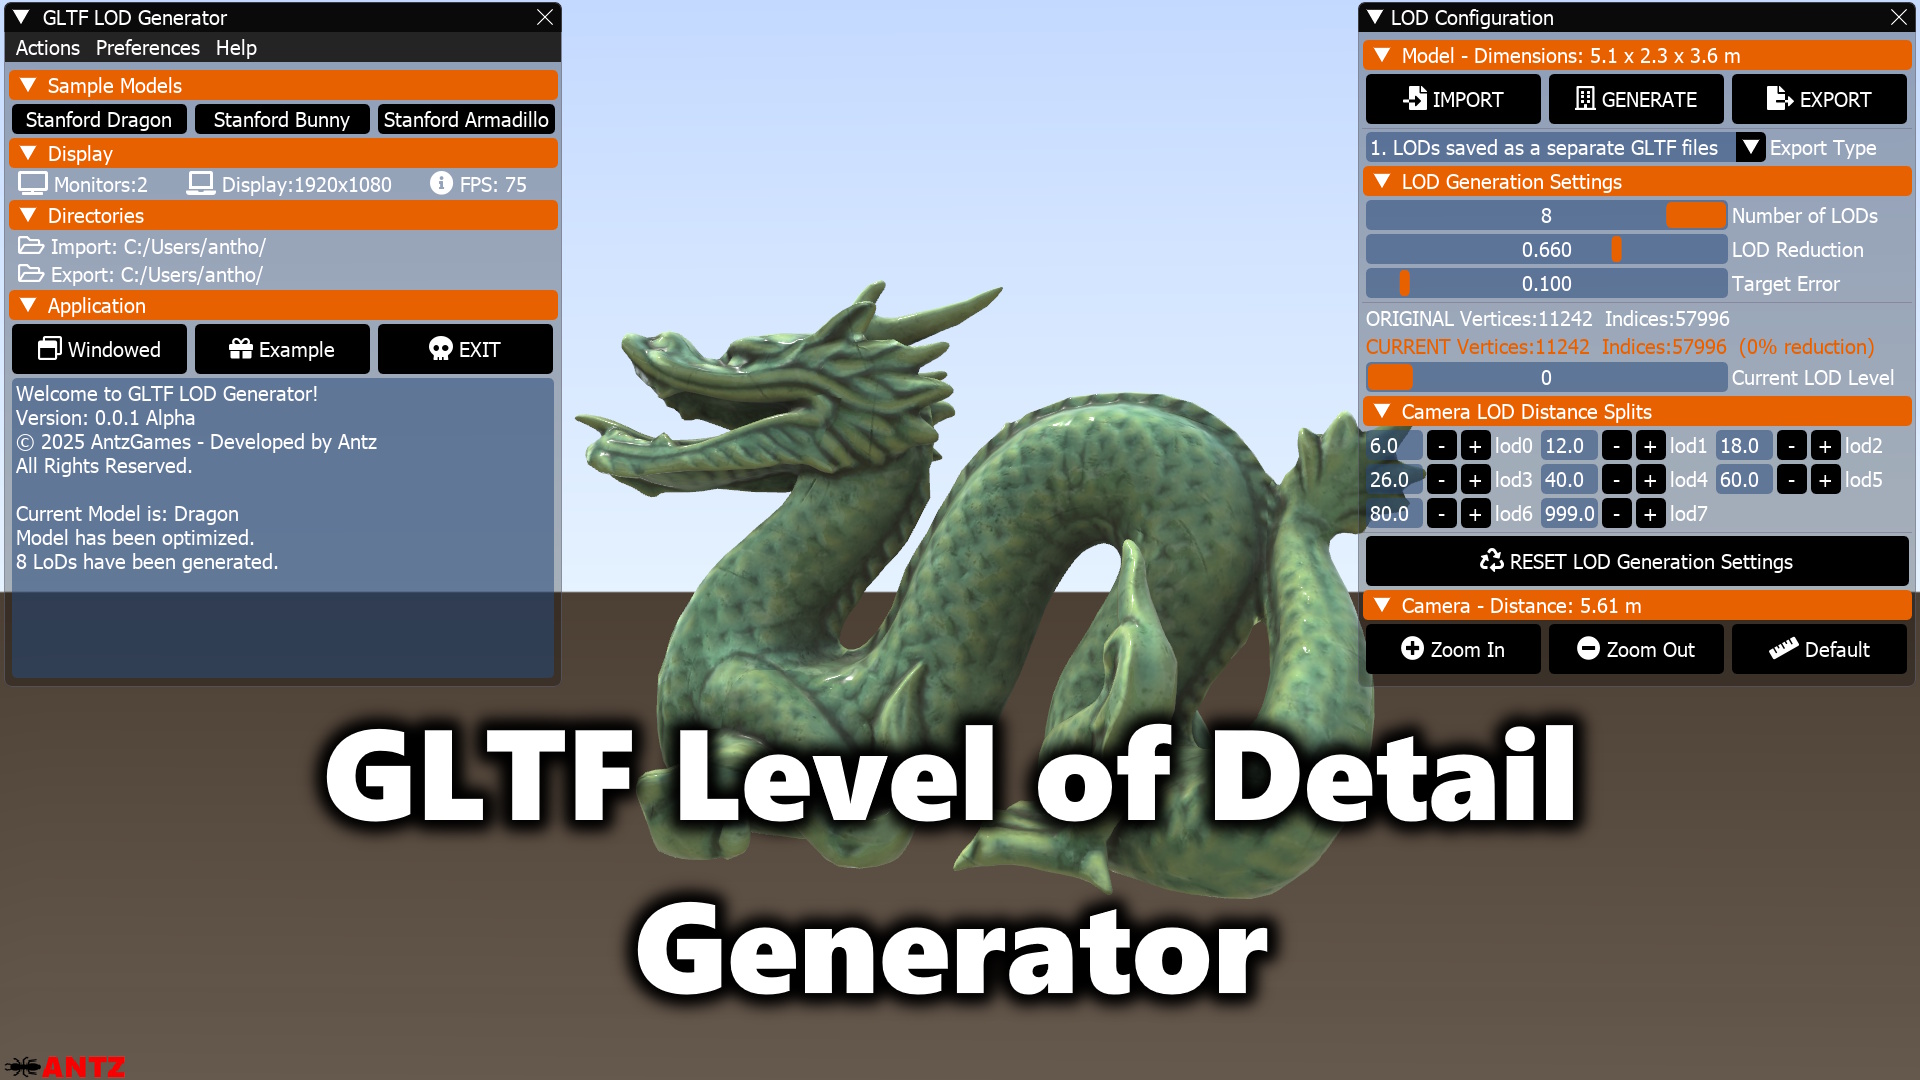 GLTF LOD Generator
Actions Preferences Help
Sample Models
Stanford Dragon Stanford Bunny Stanford Armadillo
Display
Monitors:2 Display:1920x1080 FPS: 75
Directories
Import: C:/Users/antho/
Export: C:/Users/antho/
Application
Windowed Example EXIT
Welcome to GLTF LOD Generator!
Version: 0.0.1 Alpha
© 2025 AntzGames - Developed by Antz
All Rights Reserved.
Current Model is: Dragon
Model has been optimized.
8 LoDs have been generated.
LOD Configuration
Model - Dimensions: 5.1 x 2.3 x 3.6 m
IMPORT GENERATE EXPORT
1. LODs saved as a separate GLTF files Export Type
LOD Generation Settings
8 Number of LODs
0.660 LOD Reduction
0.100 Target Error
ORIGINAL Vertices:11242 Indices:57996
CURRENT Vertices:11242 Indices:57996 (0% reduction)
0 Current LOD Level
Camera LOD Distance Splits
6.0 - + lod0 12.0 - + lod1 18.0 - + lod2
26.0 - + lod3 40.0 - + lod4 60.0 - + lod5
80.0 - + lod6 999.0 - + lod7
RESET LOD Generation Settings
Camera - Distance: 5.61 m
Zoom In Zoom Out Default
GLTF Level of Detail
Generator
ANTZ